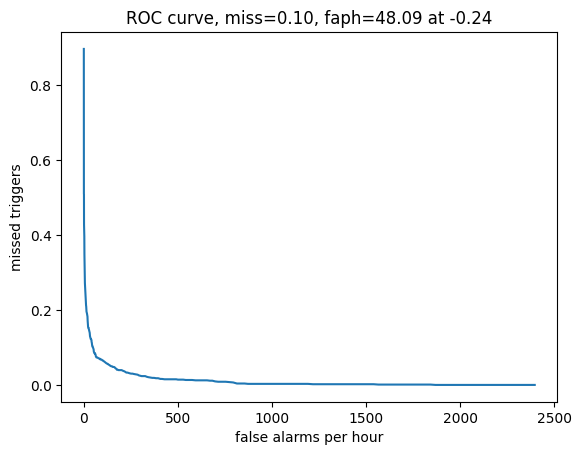 ROC curve, miss=0.10, faph=48.09 at -0.24
0.8
0.6
0.4
0.2
0.0
missed triggers
0 500 1000 1500 2000 2500
false alarms per hour